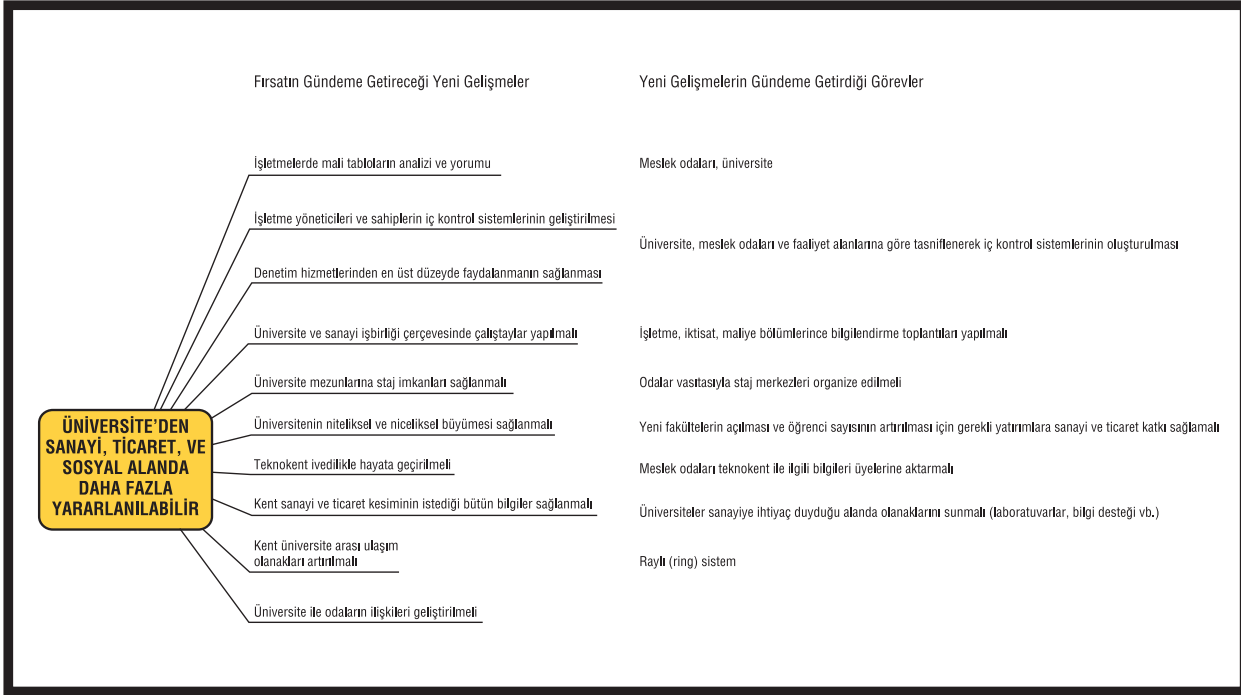 Fırsatın Gündeme Getireceği Yeni Gelişmeler
Yeni Gelişmelerin Gündeme Getirdiği Görevler
İşletmelerde mali tabloların analizi ve yorumu
Meslek odaları, üniversite
İşletme yöneticileri ve sahiplerin iç kontrol sistemlerinin geliştirilmesi
Üniversite, meslek odaları ve faaliyet alanlarına göre tasniflenerek iç kontrol sistemlerinin oluşturulması
Denetim hizmetlerinden en üst düzeyde faydalanmanın sağlanması
Üniversite ve sanayi işbirliği çerçevesinde çalıştaylar yapılmalı
İşletme, iktisat, maliye bölümlerince bilgilendirme toplantıları yapılmalı
Üniversite mezunlarına staj imkanları sağlanmalı
Odalar vasıtasıyla staj merkezleri organize edilmeli
ÜNİVERSİTE'DEN
SANAYİ, TİCARET, VE
SOSYAL ALANDA
DAHA FAZLA
YARARLANILABİLİR
Üniversitenin niteliksel ve niceliksel büyümesi sağlanmalı
Yeni fakültelerin açılması ve öğrenci sayısının artırılması için gerekli yatırımlara sanayi ve ticaret katkı sağlamalı
Teknokent ivedilikle hayata geçirilmeli
Meslek odaları teknokent ile ilgili bilgileri üyelerine aktarmalı
Kent sanayi ve ticaret kesiminin istediği bütün bilgiler sağlanmalı
Üniversiteler sanayiye ihtiyaç duyduğu alanda olanaklarını sunmalı (laboratuvarlar, bilgi desteği vb.)
Kent üniversite arası ulaşım
olanakları artırılmalı
Raylı (ring) sistem
Üniversite ile odaların ilişkileri geliştirilmeli